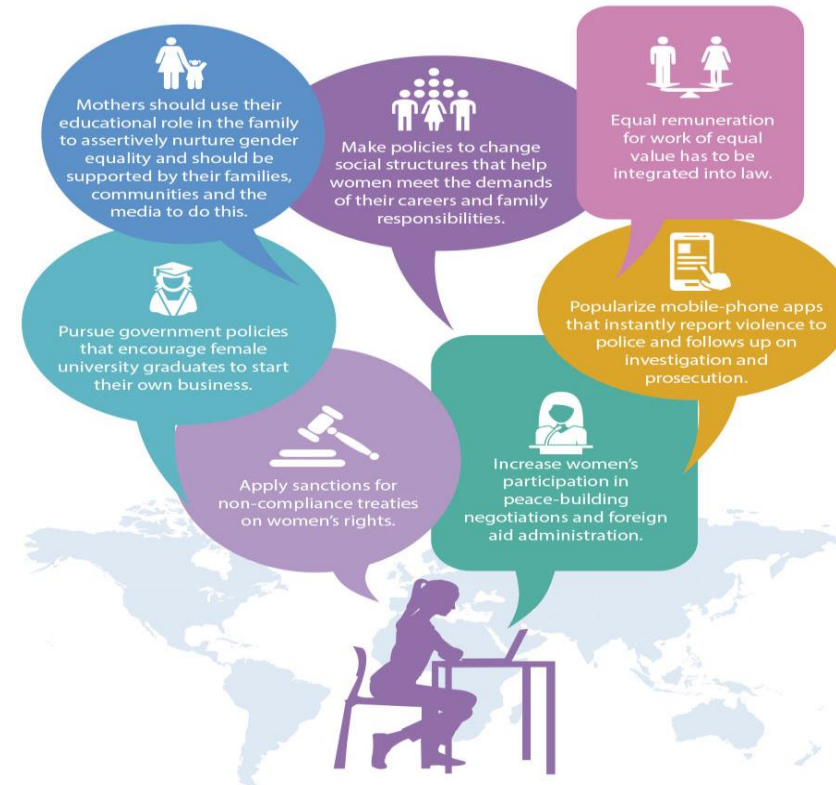 Mothers should use their
educational role in the family
to assertively nurture gender
equality and should be
supported by their families,
communities and the
media to do this.
Make policies to change
social structures that help
women meet the demands
of their careers and family
responsibilities.
Equal remuneration
for work of equal
value has to be
integrated into law.
Pursue government policies
that encourage female
university graduates to start
their own business.
Popularize mobile-phone apps
that instantly report violence to
police and follows up on
investigation and
prosecution.
Apply sanctions for
non-compliance treaties
on women's rights.
Increase women's
participation in
peace-building
negotiations and foreign
aid administration.